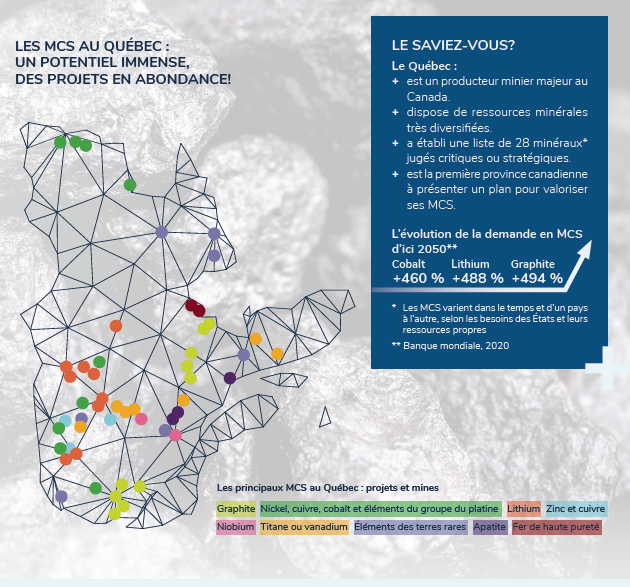 LES MCS AU QUÉBEC :
UN POTENTIEL IMMENSE,
DES PROJETS EN ABONDANCE!
LE SAVIEZ-VOUS?
Le Québec :
+ est un producteur minier majeur au
Canada.
+ dispose de ressources minérales
très diversifiées.
+ a établi une liste de 28 minéraux*
jugés critiques ou stratégiques.
+ est la première province canadienne
à présenter un plan pour valoriser
ses MCS.
L'évolution de la demande en MCS
d'ici 2050**
Cobalt Lithium Graphite
+460 % +488 % +494 %
* Les MCS varient dans le temps et d'un pays
à l'autre, selon les besoins des États et leurs
ressources propres
** Banque mondiale, 2020
Les principaux MCS au Québec : projets et mines
Graphite Nickel, cuivre, cobalt et éléments du groupe du platine Lithium Zinc et cuivre
Niobium Titane ou vanadium Éléments des terres rares Apatite Fer de haute pureté